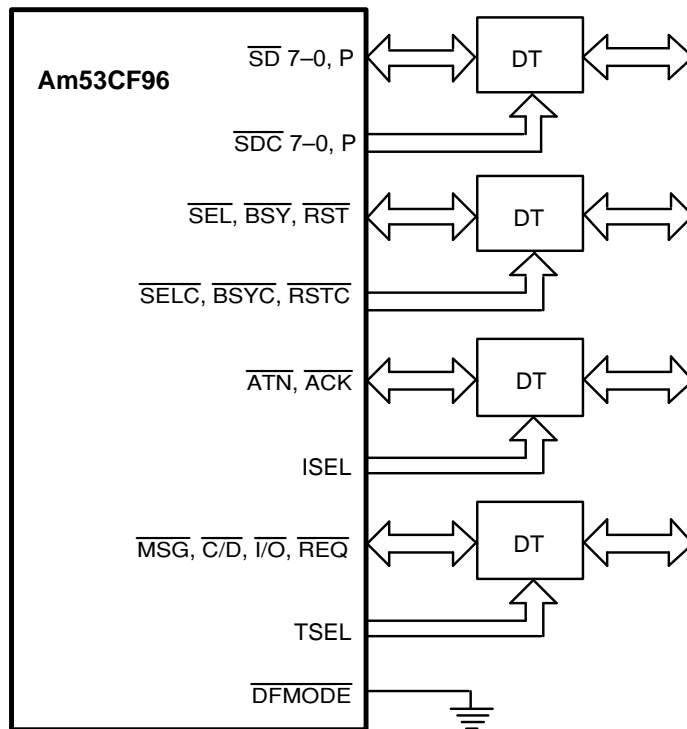 Am53CF96
SD 7–0, P
DT
SDC 7–0, P
SEL, BSY, RST
DT
SELC, BSYC, RSTC
ATN, ACK
DT
ISEL
MSG, C/D, I/O, REQ
DT
TSEL
DFMODE